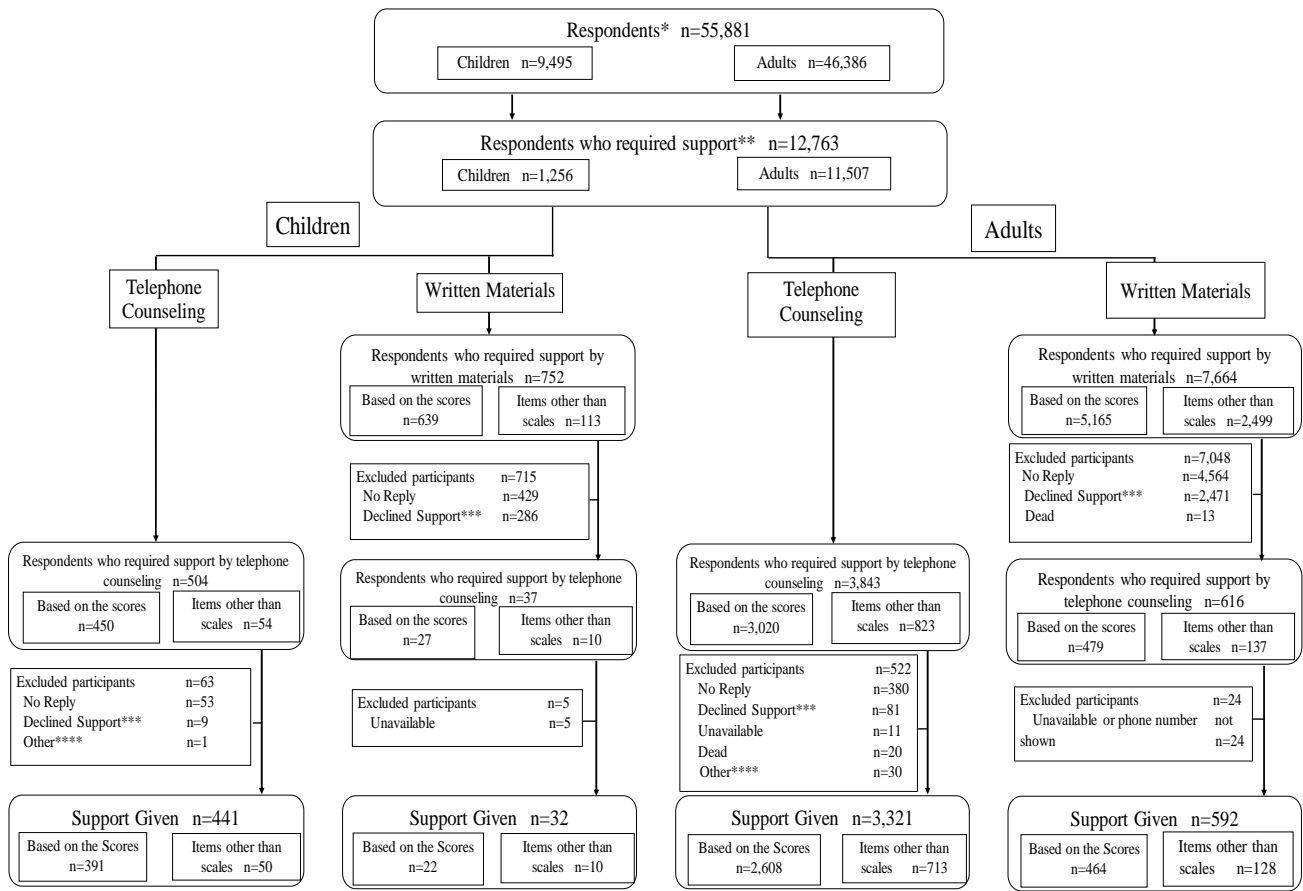 Respondents* n=55,881
Children n=9,495
Adults n=46,386
Respondents who required support** n=12,763
Children n=1,256
Adults n=11,507
Children
Adults
Telephone
Counseling
Written Materials
Telephone
Counseling
Written Materials
Respondents who required support by
written materials n=752
Based on the scores
n=639
Items other than
scales n=113
Respondents who required support by
written materials n=7,664
Based on the scores
n=5,165
Items other than
scales n=2,499
Excluded participants n=715
No Reply n=429
Declined Support*** n=286
Excluded participants n=7,048
No Reply n=4,564
Declined Support*** n=2,471
Dead n=13
Respondents who required support by telephone
counseling n=504
Based on the scores
n=450
Items other than
scales n=54
Respondents who required support by telephone
counseling n=37
Based on the scores
n=27
Items other than
scales n=10
Respondents who required support by telephone
counseling n=3,843
Based on the scores
n=3,020
Items other than
scales n=823
Respondents who required support by
telephone counseling n=616
Based on the scores
n=479
Items other than
scales n=137
Excluded participants n=63
No Reply n=53
Declined Support*** n=9
Other**** n=1
Excluded participants n=5
Unavailable n=5
Excluded participants n=522
No Reply n=380
Declined Support*** n=81
Unavailable n=11
Dead n=20
Other**** n=30
Excluded participants n=24
Unavailable or phone number not
shown n=24
Support Given n=441
Based on the Scores
n=391
Items other than
scales n=50
Support Given n=32
Based on the Scores
n=22
Items other than
scales n=10
Support Given n=3,321
Based on the Scores
n=2,608
Items other than
scales n=713
Support Given n=592
Based on the Scores
n=464
Items other than
scales n=128